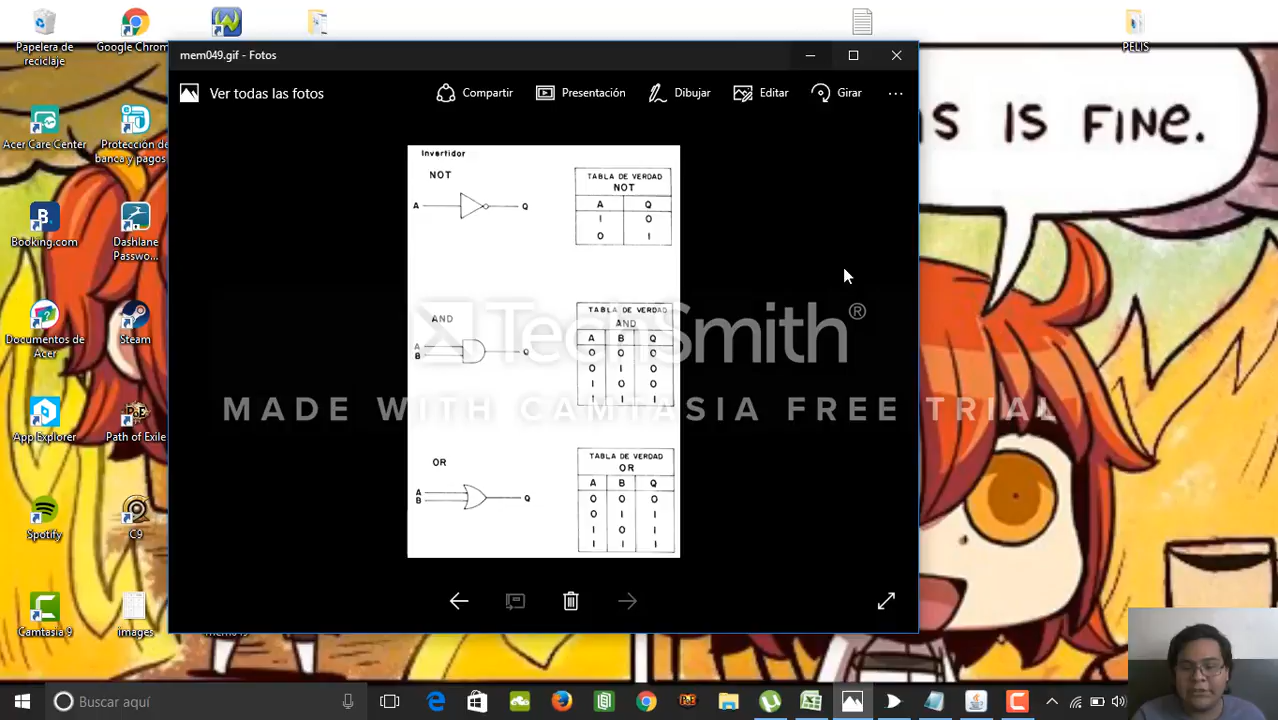 Papelera de
reciclaje
Google Chrom
PELIS
mem049.gif - Fotos
Ver todas las fotos
Compartir
Presentación
Dibujar
Editar
Girar
S IS FINE.
Acer Care Center
Protección de
banca y pagos
Booking.com
Dashlane
Passwo...
Documentos de
Acer
Steam
App Explorer
Path of Exile
Spotify
C9
Camtasia 9
images
Invertidor
NOT
A
Q
TABLA DE VERDAD
NOT
A Q
1 0
0 1
AND
A
B
Q
TABLA DE VERDAD
AND
A B Q
0 0 0
0 1 0
1 0 0
1 1 1
OR
A
B
Q
TABLA DE VERDAD
OR
A B Q
0 0 0
0 1 1
1 0 1
1 1 1
TechSmith®
MADE WITH CAMTASIA FREE TRIAL
Buscar aquí